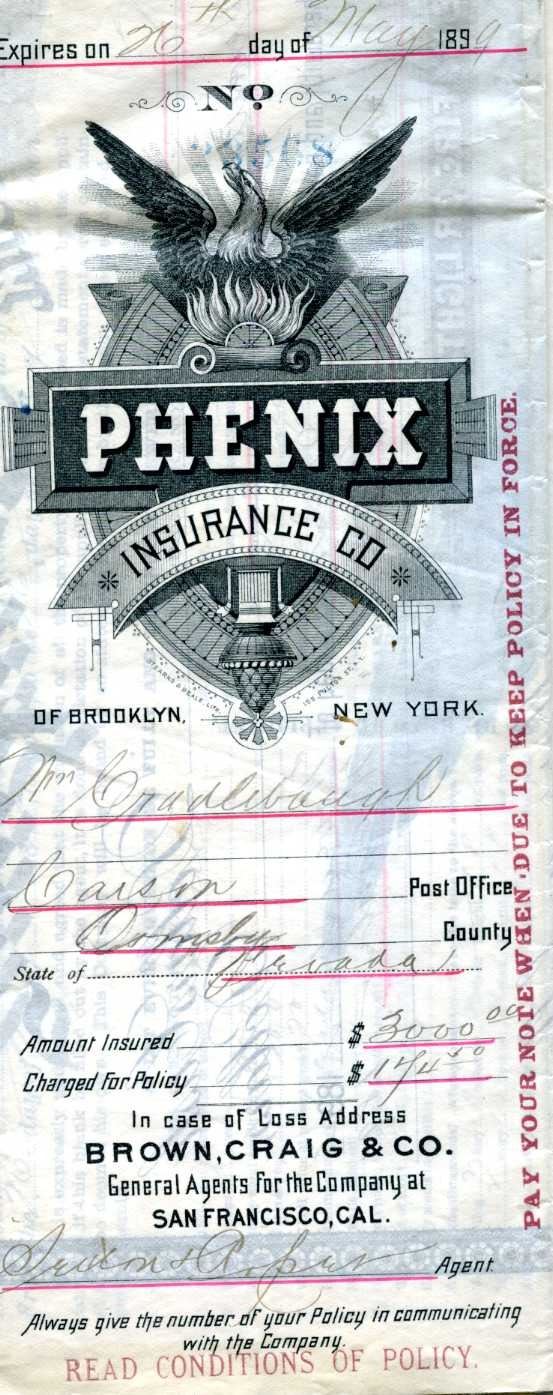 Expires on 26th day of May 1899
No
PHENIX
INSURANCE CO
OF BROOKLYN, NEW YORK.
Wm Cradlebaugh
Carson Post Office
Ormsby County
State of Nevada
Amount Insured $ 3000 00
Charged for Policy $ 174
In case of Loss Address
BROWN, CRAIG & CO.
General Agents for the Company at
SAN FRANCISCO, CAL.
Agent
Always give the number of your Policy in communicating
with the Company.
READ CONDITIONS OF POLICY.
PAY YOUR NOTE WHEN DUE TO KEEP POLICY IN FORCE.